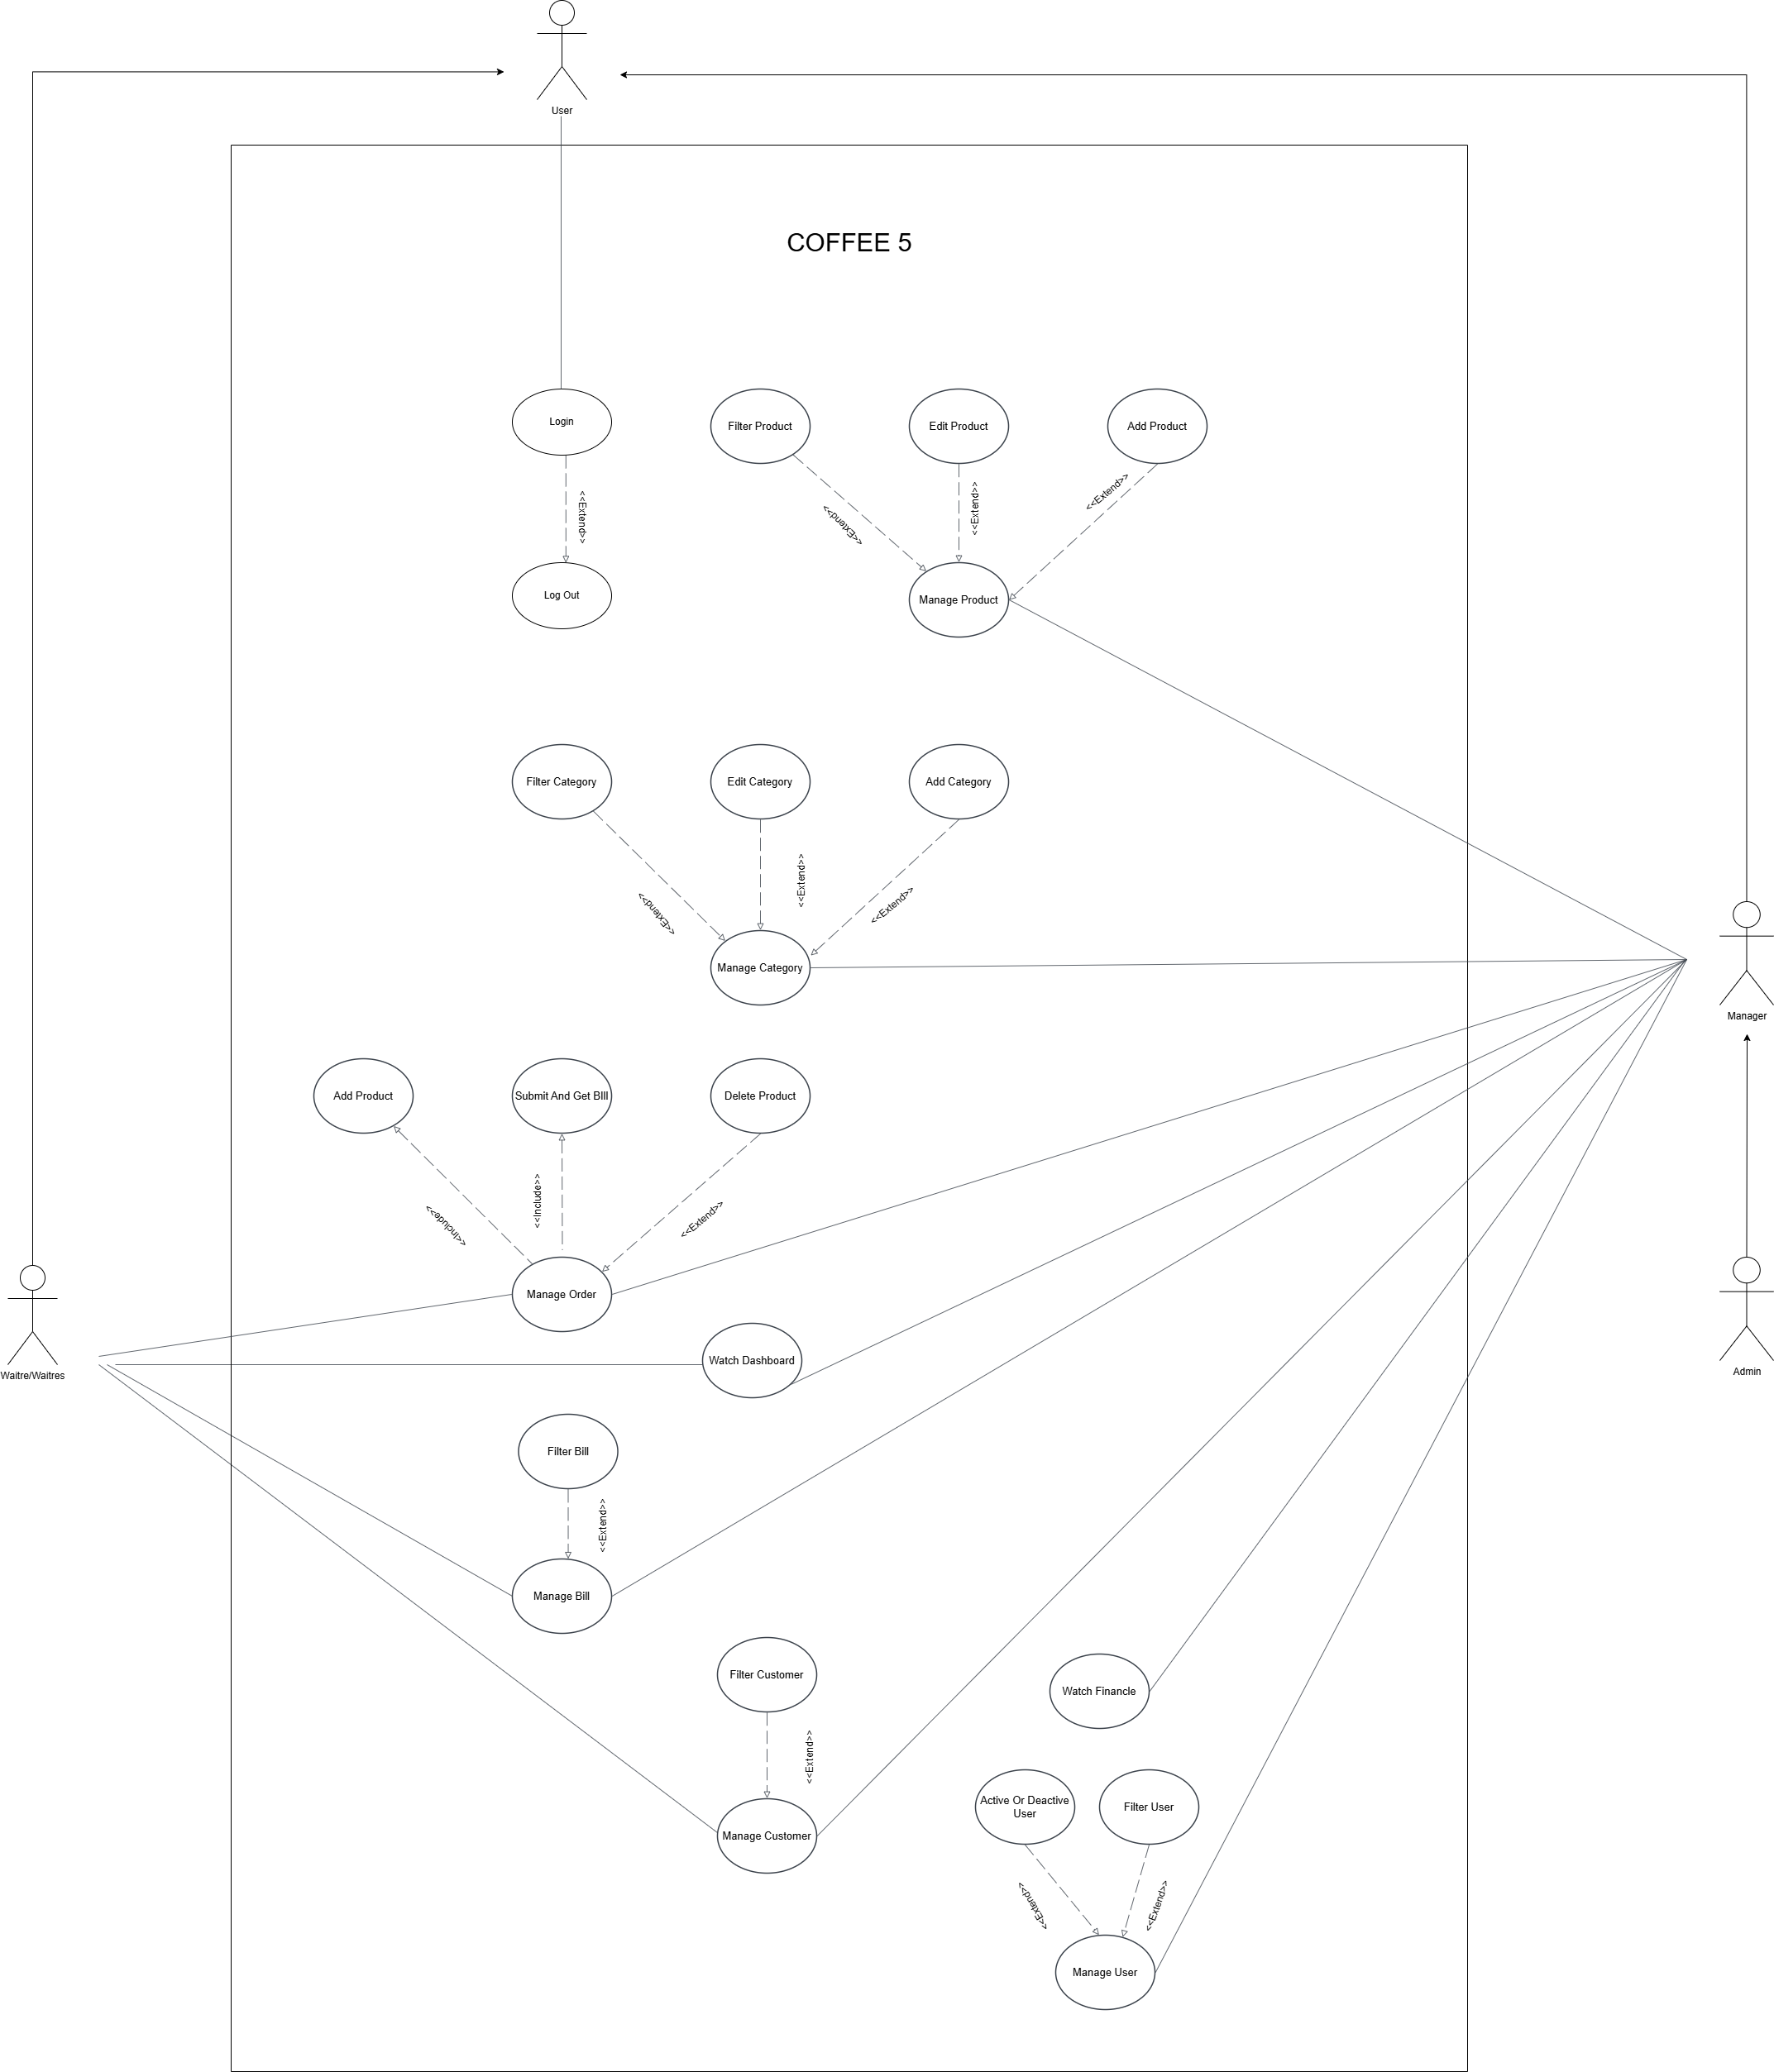 User
COFFEE 5
Login
Filter Product
Edit Product
Add Product
<<Extend>>
<<Extend>>
<<Extend>>
<<Extend>>
Log Out
Manage Product
Filter Category
Edit Category
Add Category
<<Extend>>
<<Extend>>
<<Extend>>
Manage Category
Manager
Add Product
Submit And Get BIll
Delete Product
<<Include>>
<<Include>>
<<Extend>>
Manage Order
Watch Dashboard
Waitre/Waitres
Admin
Filter Bill
<<Extend>>
Manage Bill
Filter Customer
Watch Financle
<<Extend>>
Active Or Deactive
User
Filter User
Manage Customer
<<Extend>>
<<Extend>>
Manage User